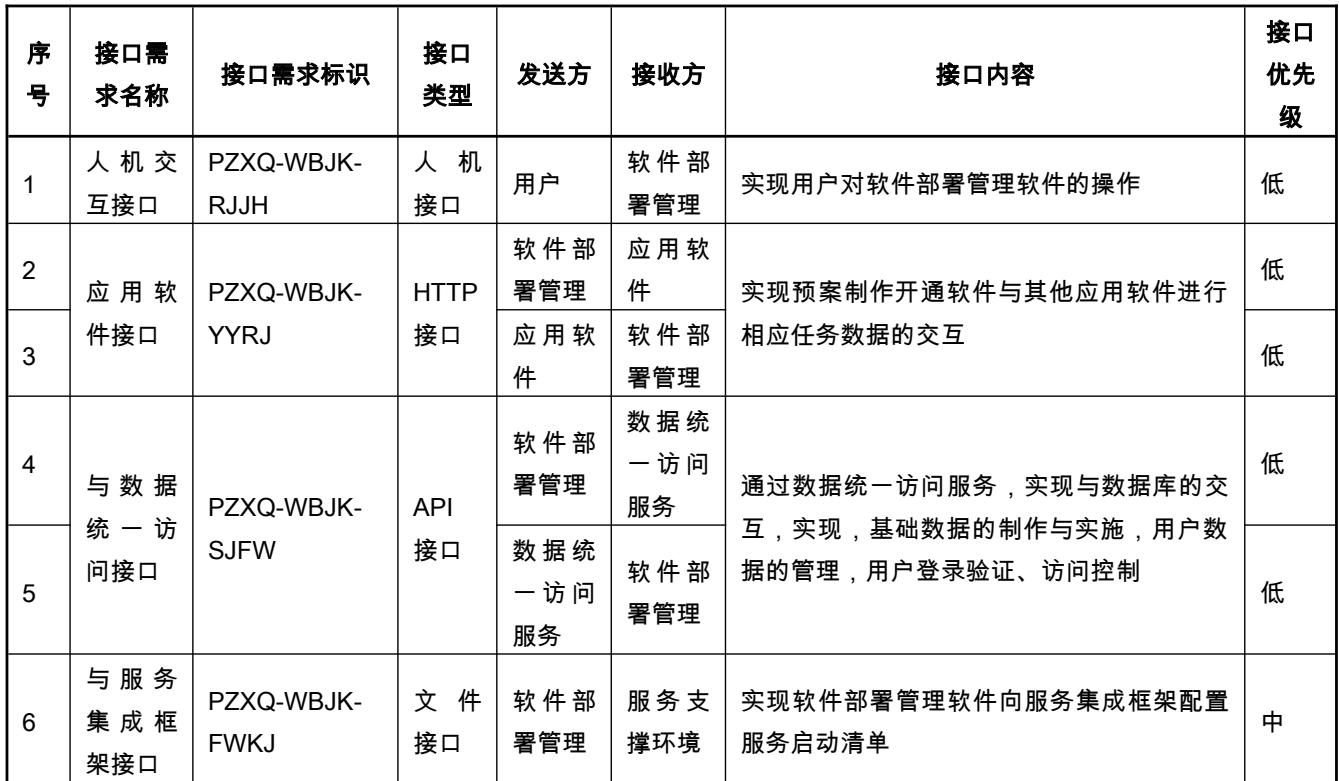 序号
接口需求名称
接口需求标识
接口类型
发送方
接收方
接口内容
接口优先级
1
人机交互接口
PZXQ-WBJK-RJJH
人机接口
用户
软件部署管理
实现用户对软件部署管理软件的操作
低
2
应用软件接口
PZXQ-WBJK-YYRJ
HTTP接口
软件部署管理
应用软件
实现预案制作开通软件与其他应用软件进行
相应任务数据的交互
低
3
应用软件
软件部署管理
低
4
与数据统一访问接口
PZXQ-WBJK-SJFW
API接口
软件部署管理
数据统一访问服务
通过数据统一访问服务，实现与数据库的交
互，实现，基础数据的制作与实施，用户数
据的管理，用户登录验证、访问控制
低
5
数据统一访问服务
软件部署管理
低
6
与服务集成框架接口
PZXQ-WBJK-FWKJ
文件接口
软件部署管理
服务支撑环境
实现软件部署管理软件向服务集成框架配置
服务启动清单
中